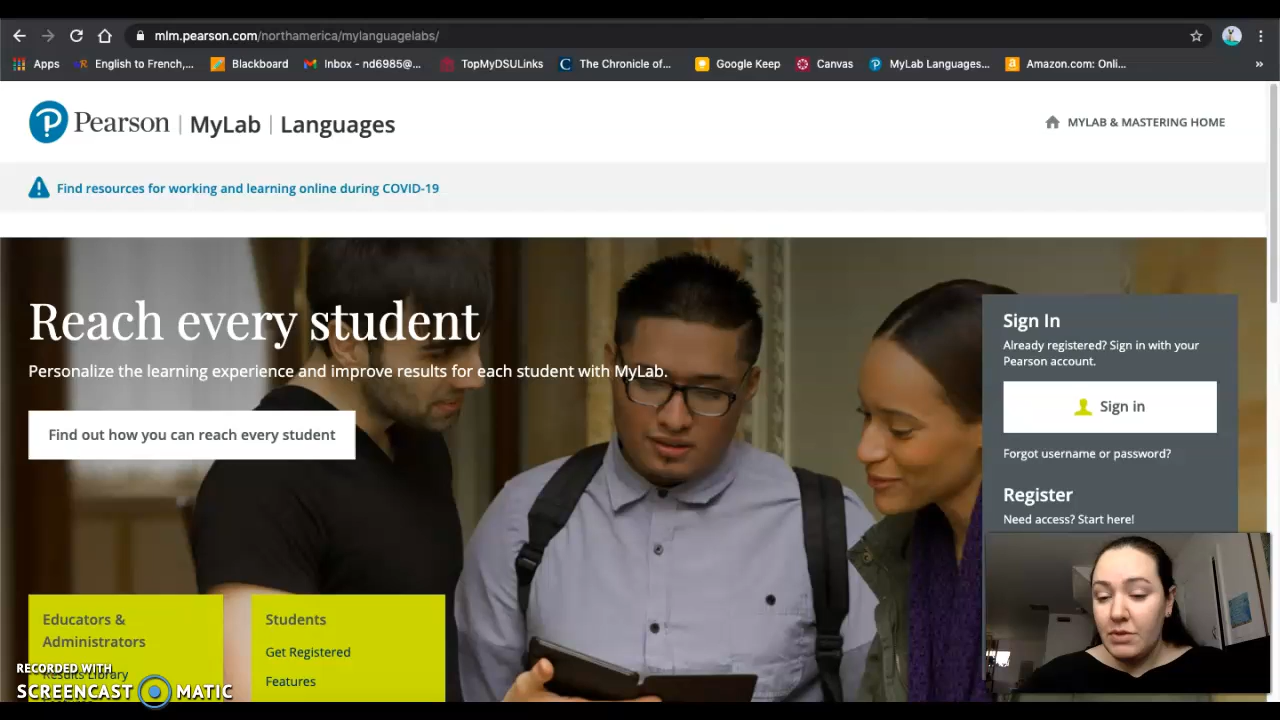 mlm.pearson.com/northamerica/mylanguagelabs/
Apps English to French,... Blackboard Inbox - nd6985@... TopMyDSULinks The Chronicle of... Google Keep Canvas MyLab Languages... Amazon.com: Onli... »
Pearson | MyLab | Languages
MYLAB & MASTERING HOME
Find resources for working and learning online during COVID-19
Reach every student
Personalize the learning experience and improve results for each student with MyLab.
Find out how you can reach every student
Sign In
Already registered? Sign in with your
Pearson account.
Sign in
Forgot username or password?
Register
Need access? Start here!
Educators &
Administrators
Results Library
Students
Get Registered
Features
RECORDED WITH
SCREENCAST MATIC